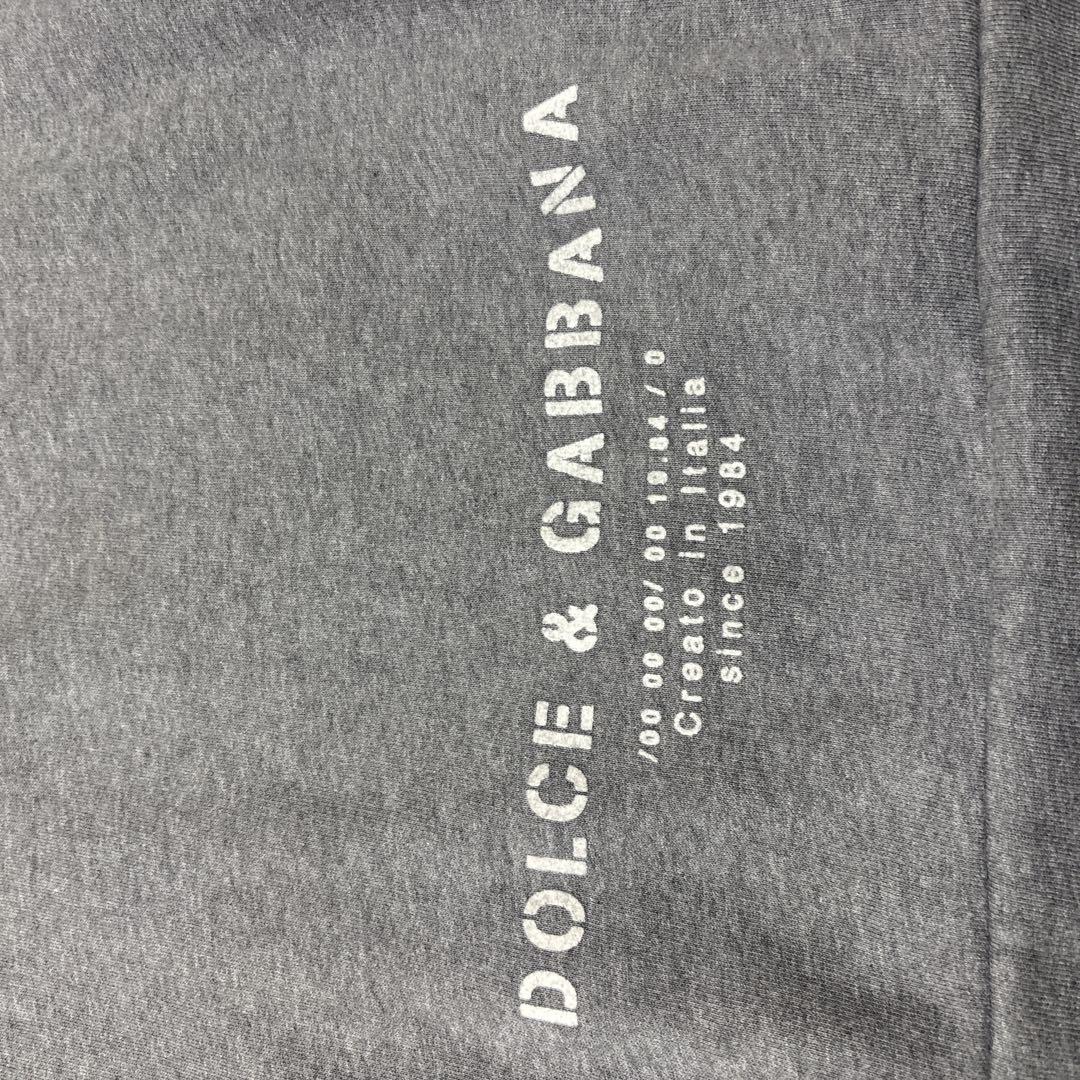 DOLCE & GABBANA
/00 00 00/ 00 19.84 / 0
Creato in Italia
since 1984